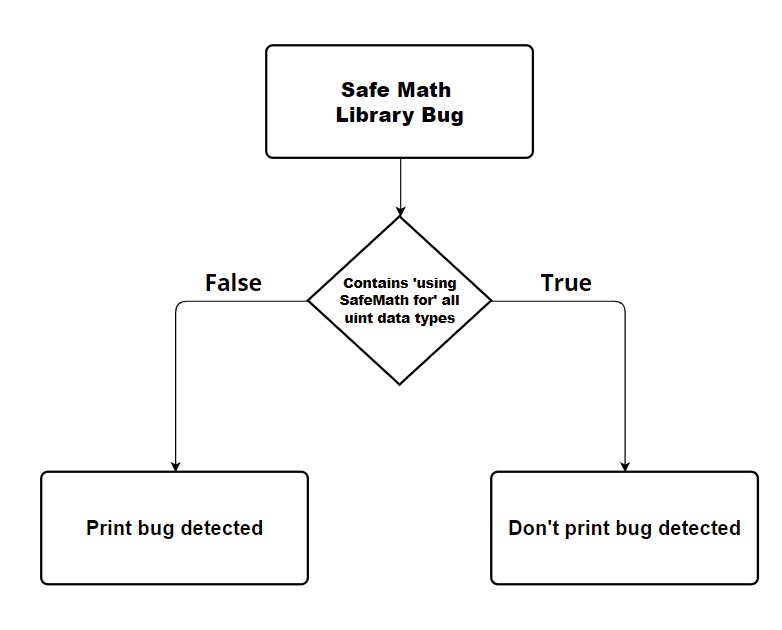 Safe Math
Library Bug
False
True
Contains 'using
SafeMath for' all
uint data types
Print bug detected
Don't print bug detected